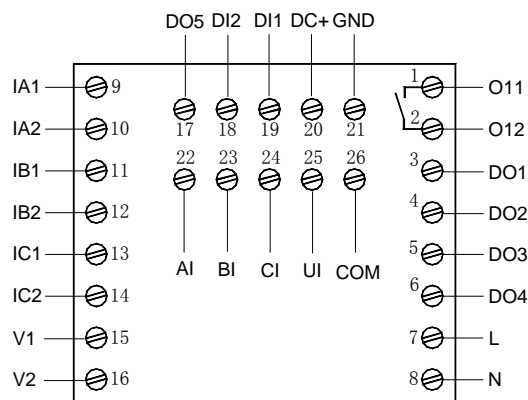 DO5 DI2 DI1 DC+ GND
IA1 9 1 O11
17 18 19 20 21
IA2 10 2 O12
22 23 24 25 26
IB1 11 3 DO1
IB2 12 4 DO2
AI BI CI UI COM
IC1 13 5 DO3
IC2 14 6 DO4
V1 15 7 L
V2 16 8 N